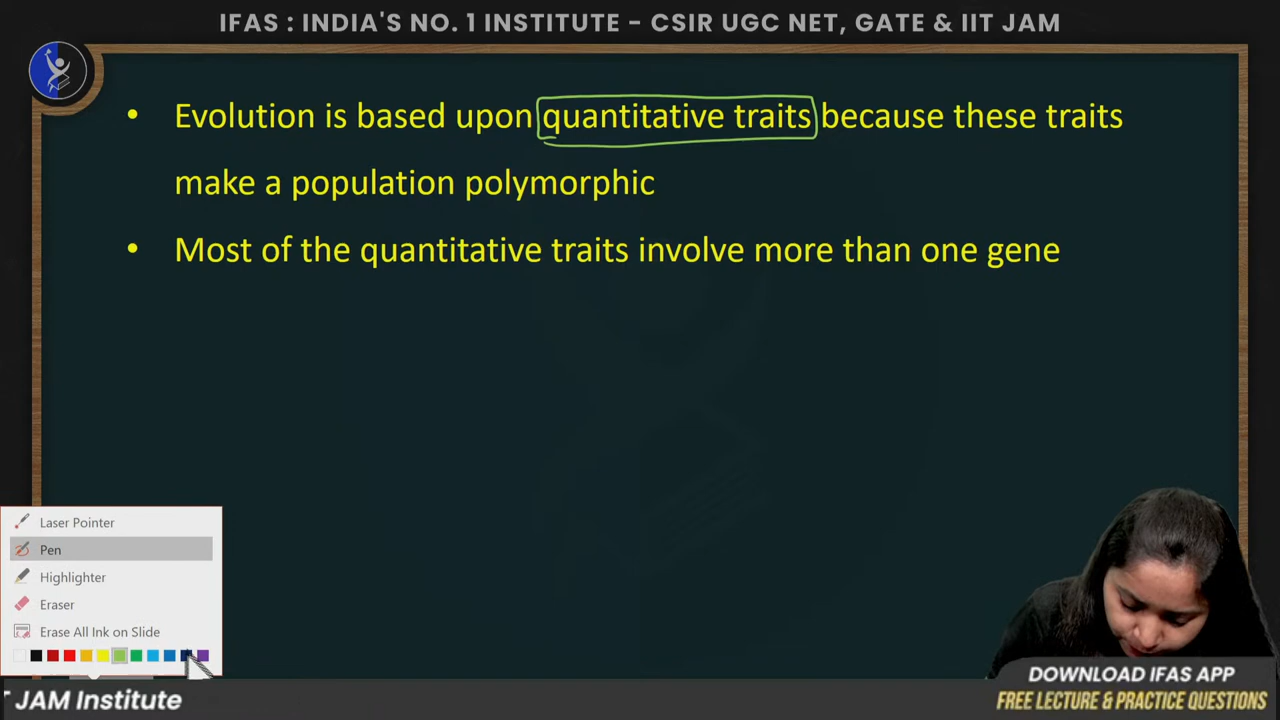 IFAS : INDIA'S NO. 1 INSTITUTE - CSIR UGC NET, GATE & IIT JAM
• Evolution is based upon quantitative traits because these traits
make a population polymorphic
• Most of the quantitative traits involve more than one gene
Laser Pointer
Pen
Highlighter
Eraser
Erase All Ink on Slide
T JAM Institute
DOWNLOAD IFAS APP
FREE LECTURE & PRACTICE QUESTIONS